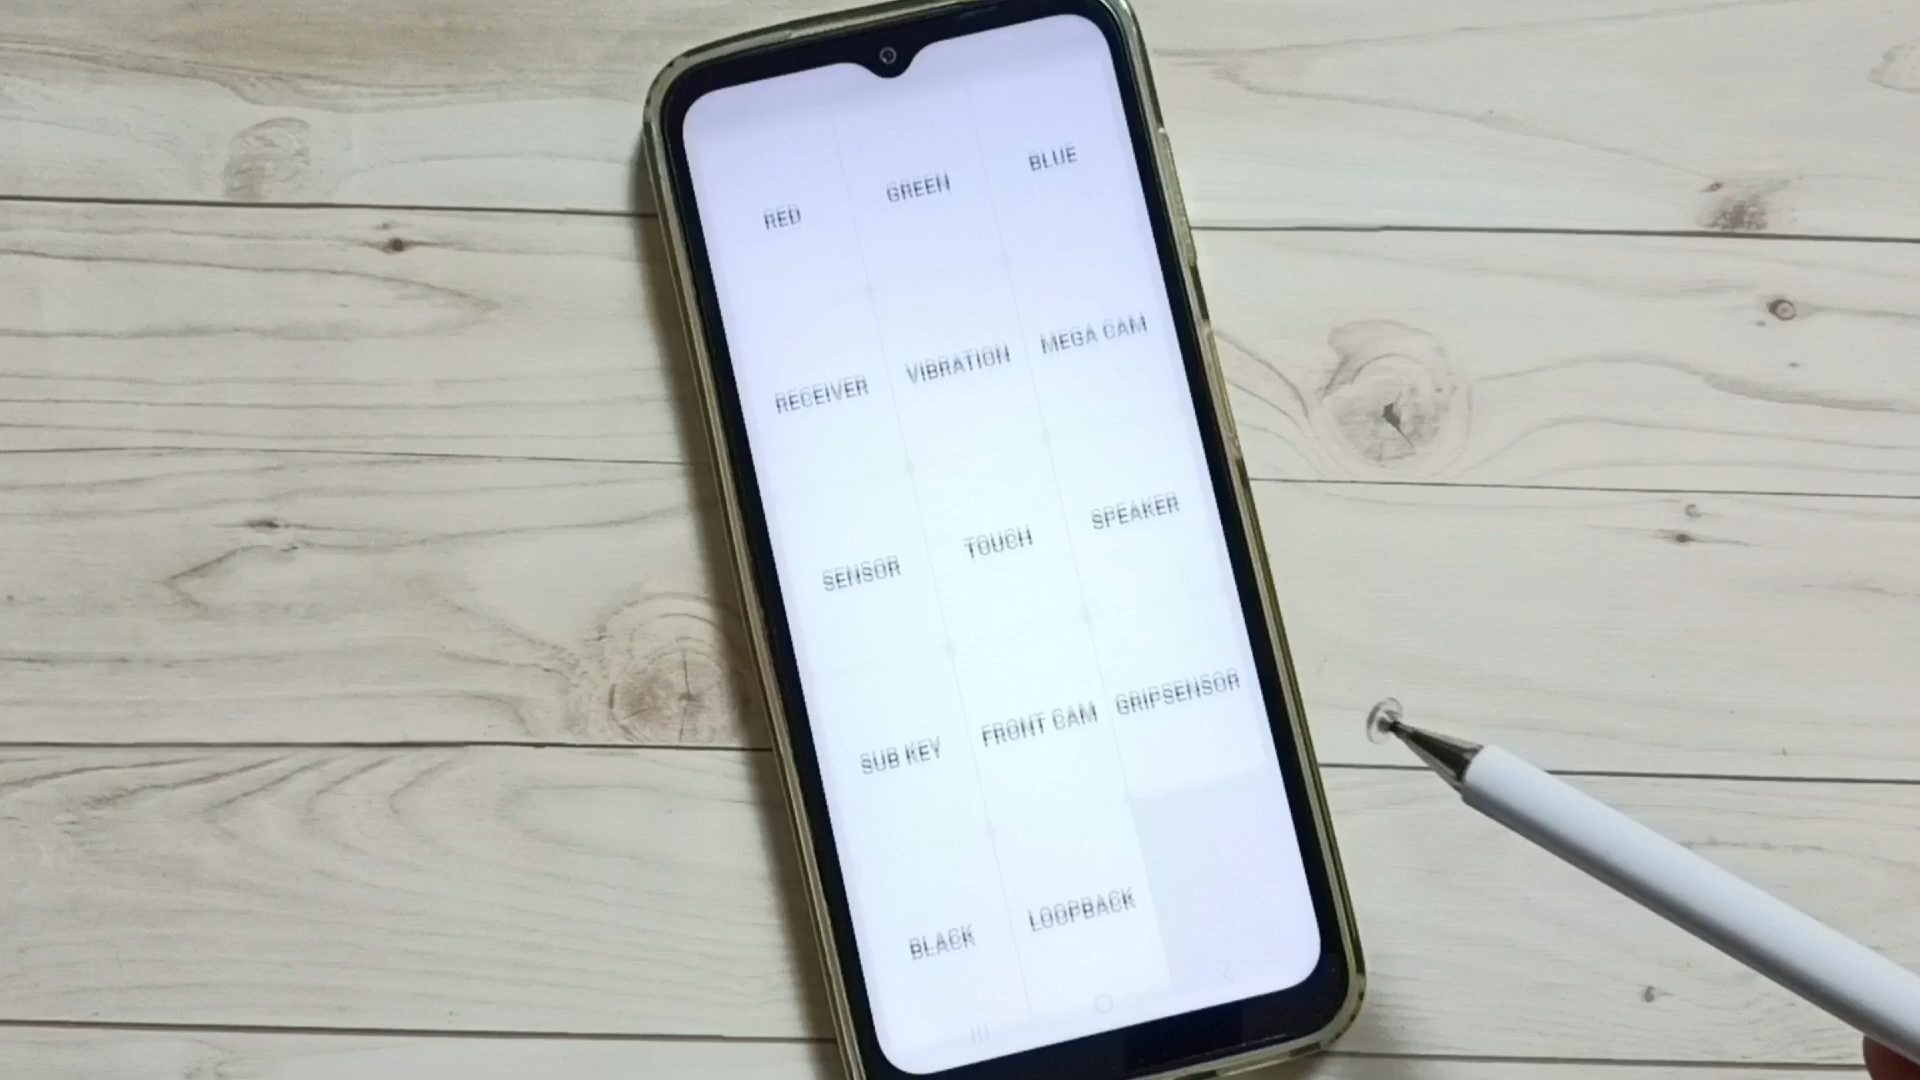 RED GREEN BLUE
RECEIVER VIBRATION MEGA CAM
SENSOR TOUCH SPEAKER
SUB KEY FRONT CAM GRIPSENSOR
BLACK LOOPBACK